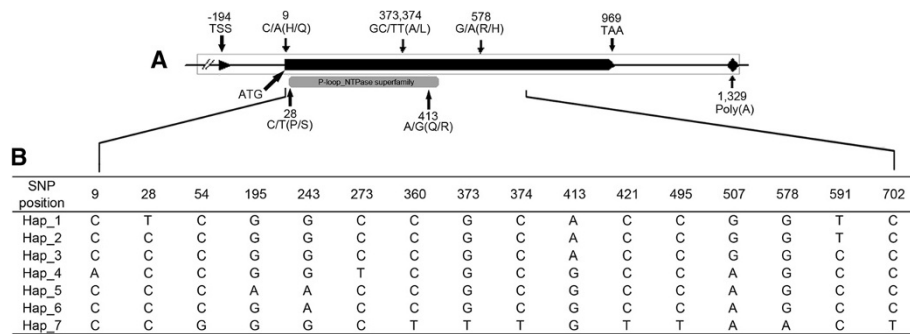 A
-194
TSS
9
C/A(H/Q)
373,374
GC/TT(A/L)
578
G/A(R/H)
969
TAA
ATG
P-loop_NTPase superfamily
28
C/T(P/S)
413
A/G(Q/R)
1,329
Poly(A)
B
SNP position 9 28 54 195 243 273 360 373 374 413 421 495 507 578 591 702
Hap_1 C T C G G C C G C A C C G G T C
Hap_2 C C C G G C C G C A C C G G T C
Hap_3 C C C G G C C G C A C C G G C C
Hap_4 A C C G G T C G C G C C A G C C
Hap_5 C C C A A C C G C G C C A G C C
Hap_6 C C C G A C C G C G C C A G C C
Hap_7 C C G G G C T T T G T T A A C T